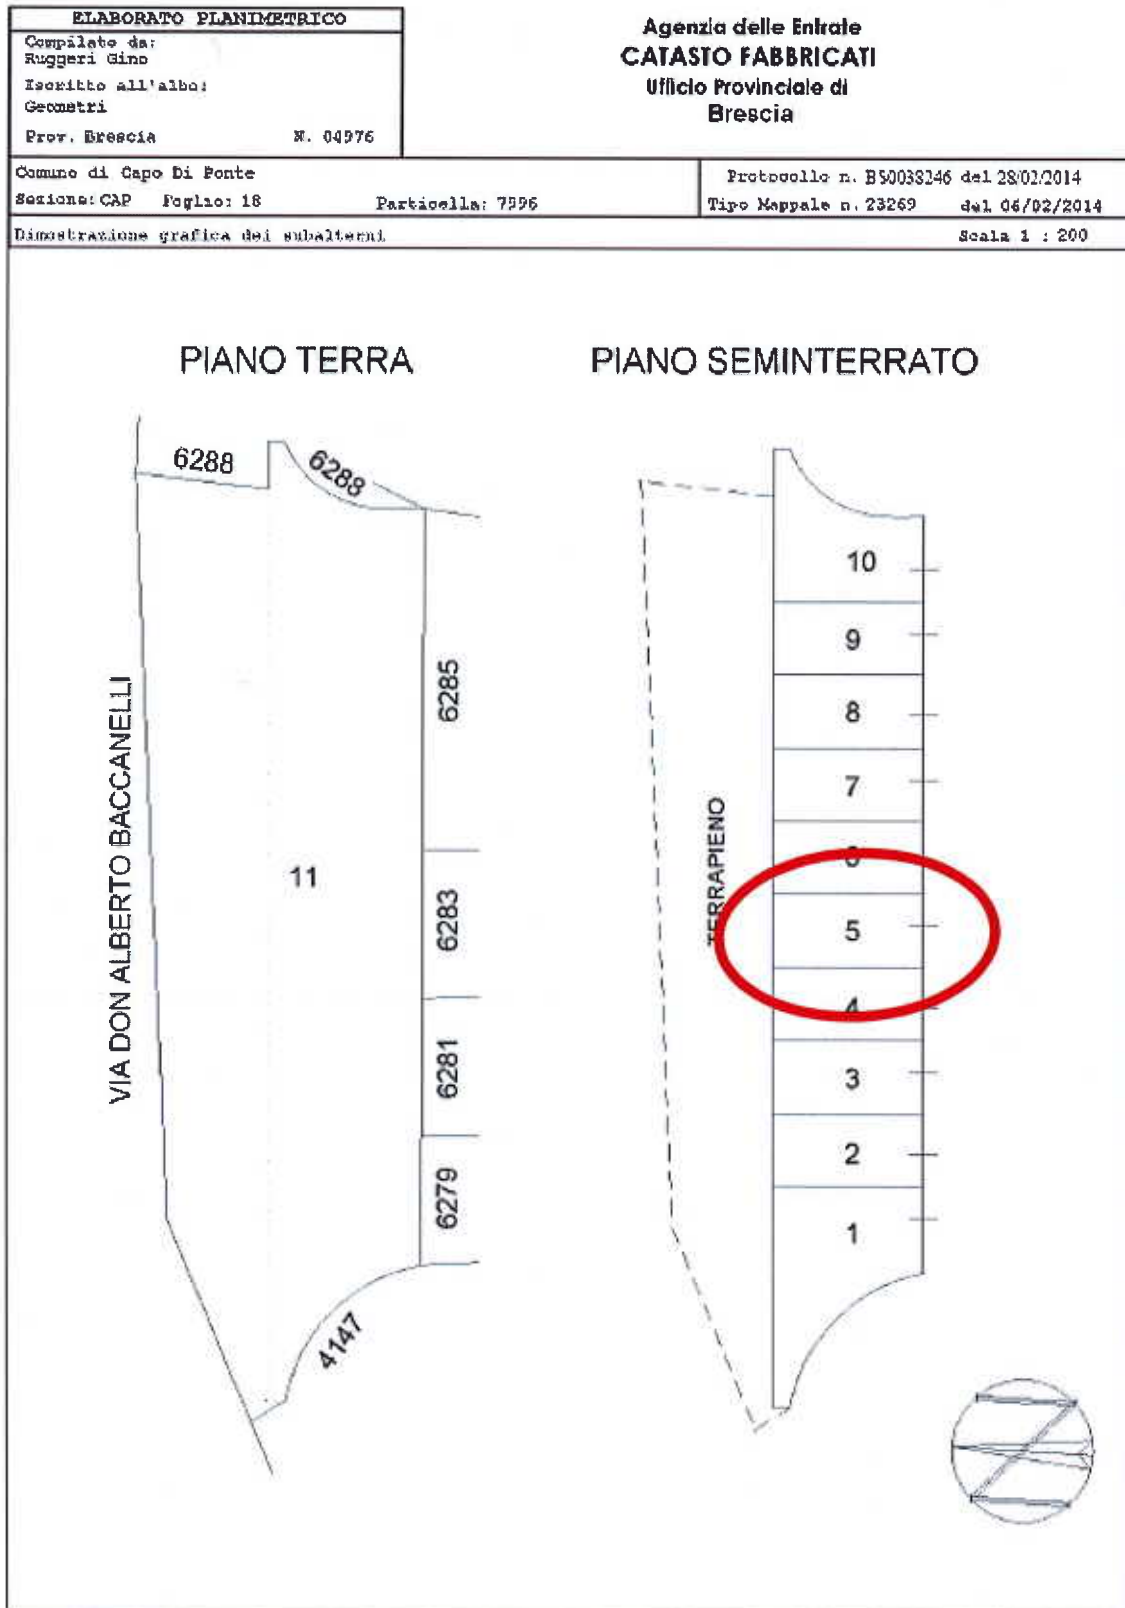 ELABORATO PLANIMETRICO
Compilato da:
Ruggeri Gino
Iscritto all'albo:
Geometri
Prov. Brescia N. 04976
Agenzia delle Entrate
CATASTO FABBRICATI
Ufficio Provinciale di
Brescia
Comune di Capo Di Ponte
Sezione: CAP Foglio: 18 Particella: 7996
Protocollo n. BS0038246 del 28/02/2014
Tipo Mappale n. 23269 del 06/02/2014
Dimostrazione grafica dei subalterni
Scala 1 : 200
PIANO TERRA
PIANO SEMINTERRATO
6288
6288
6285
6283
6281
6279
4147
11
VIA DON ALBERTO BACCANELLI
TERRAPIENO
10
9
8
7
6
5
4
3
2
1